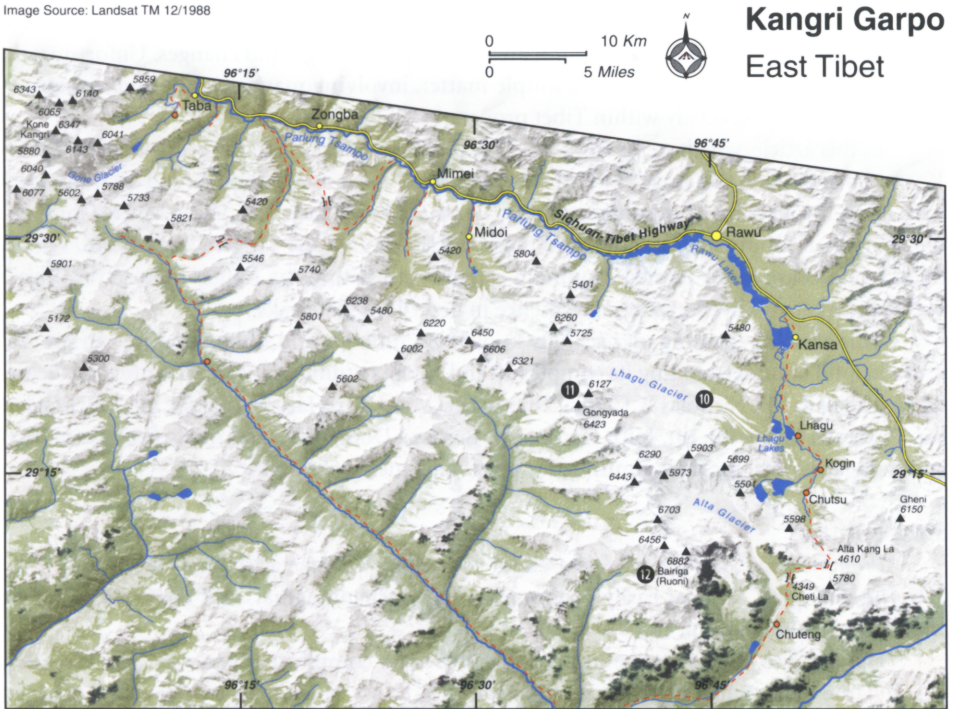 Image Source: Landsat TM 12/1988
Kangri Garpo
East Tibet
0 10 Km
0 5 Miles
N
96°15'
96°30'
96°45'
5859
6343
6140
6065
Taba
Kone
Kangri
6347
6041
6143
5880
Gone Glacier
6040
6077
5602
5788
5733
Zongba
Parlung Tsampo
Mimei
5821
5420
Midoi
Parlung Tsampo
Sichuan-Tibet Highway
Rawu
Rawu Lakes
29°30'
29°30'
5901
5546
5740
5420
5804
5401
5172
6238
5480
5801
6220
6450
6260
5725
5480
Kansa
5300
6002
6606
6321
5602
Lhagu Glacier
11
6127
10
Gongyada
6423
Lhagu
Lhagu
Lakes
Kogin
29°15'
29°15'
6290
5903
5699
6443
5973
5501
Chutsu
Gheni
6150
Alta Glacier
6703
5598
6456
6882
12
Bairiga
(Ruoni)
Alta Kang La
4610
4349
Cheti La
5780
Chuteng
96°15'
96°30'
96°45'